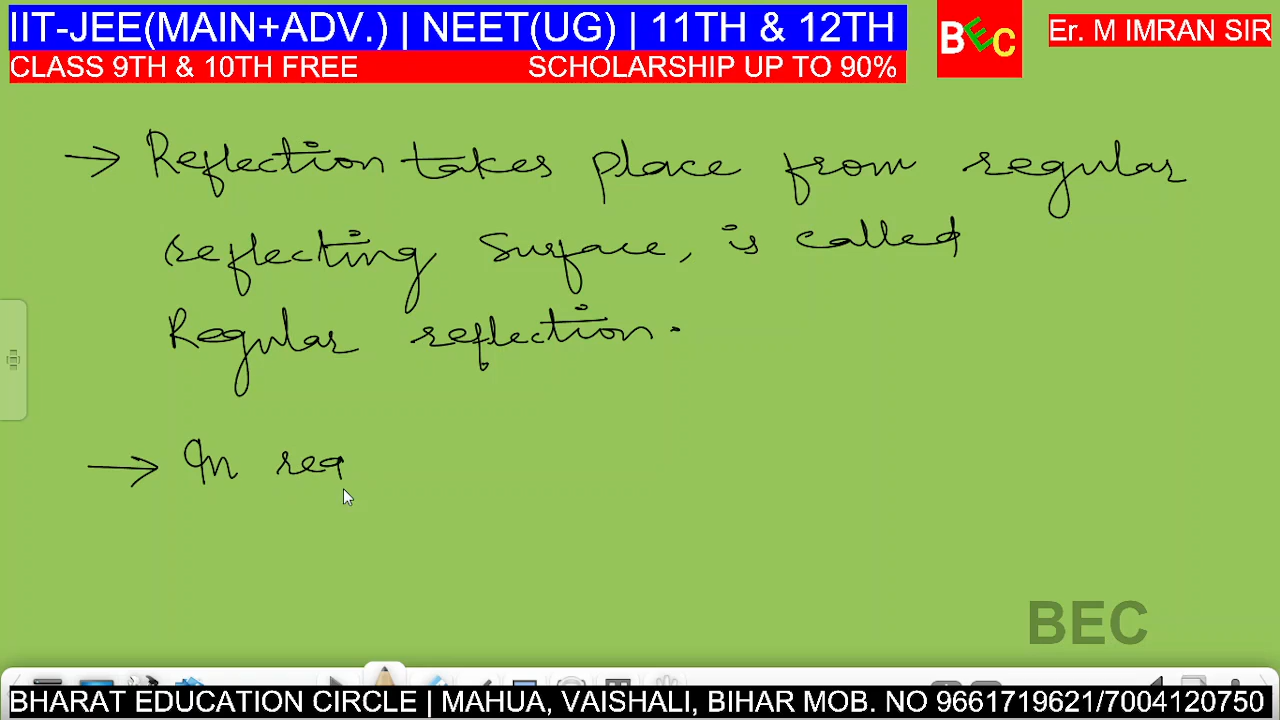 IIT-JEE(MAIN+ADV.) | NEET(UG) | 11TH & 12TH
CLASS 9TH & 10TH FREE SCHOLARSHIP UP TO 90%
BEC
Er. M IMRAN SIR
→ Reflection takes place from regular
reflecting surface, is called
Regular reflection.
→ In reg
BEC
BHARAT EDUCATION CIRCLE | MAHUA, VAISHALI, BIHAR MOB. NO 9661719621/7004120750